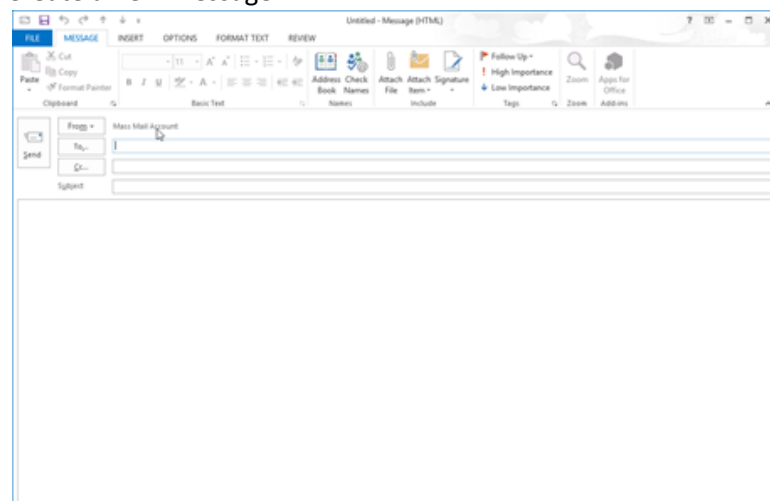 Create a new message
Untitled - Message (HTML)
FILE MESSAGE INSERT OPTIONS FORMAT TEXT REVIEW
Paste
Cut
Copy
Format Painter
Clipboard
11
B I U
Basic Text
Address Book
Check Names
Names
Attach File
Attach Item
Signature
Include
Follow Up
High Importance
Low Importance
Tags
Zoom
Zoom
Apps for Office
Add-ins
Send
From
Mass Mail Account
To...
Cc...
Subject